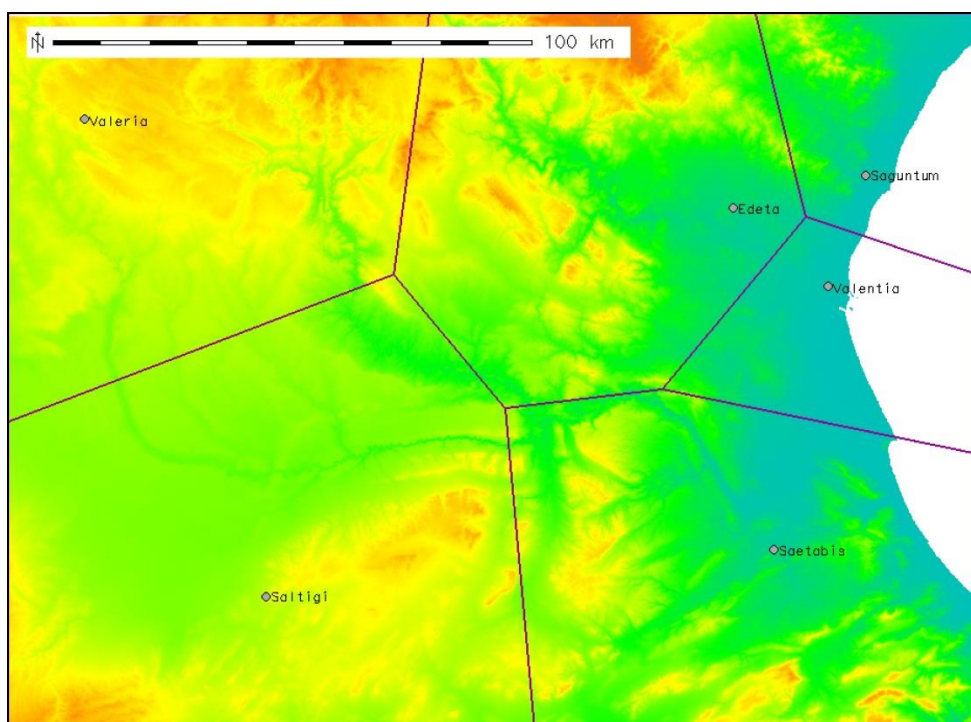 N 100 km
Valeria
Saguntum
Edeta
Valentia
Saetabis
Saltigi